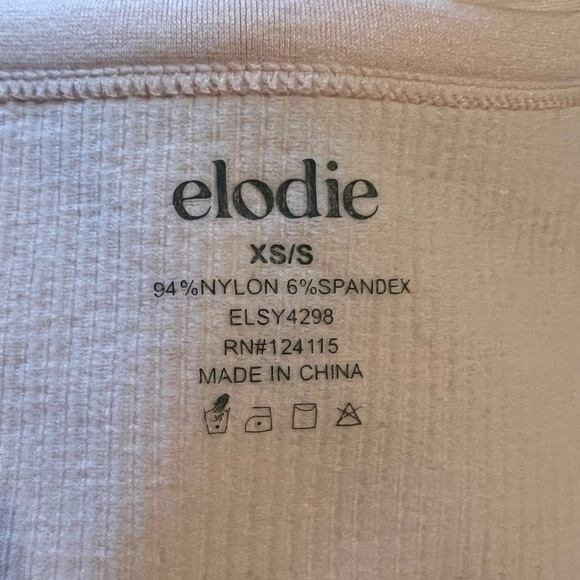 elodie
XS/S
94%NYLON 6%SPANDEX
ELSY4298
RN#124115
MADE IN CHINA